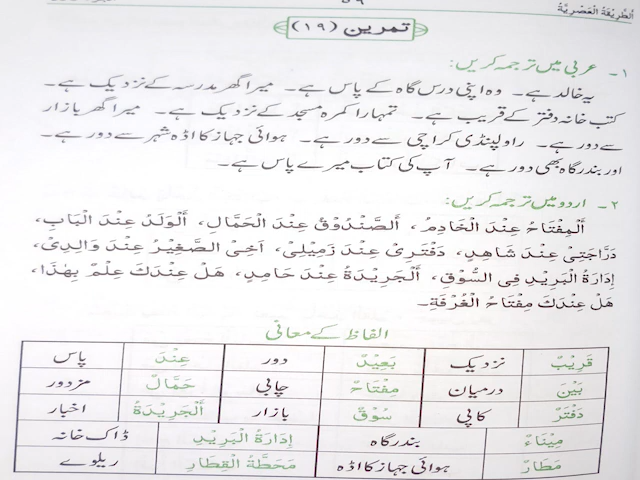 اَلطَّرِيْقَةُ الْعَصْرِيَّةُ
۵۹
تمرین (۱۹)
۱۔ عربی میں ترجمہ کریں:
یہ خالد ہے۔ وہ اپنی درس گاہ کے پاس ہے۔ میرا گھر مدرسہ کے نزدیک ہے۔
کتب خانہ دفتر کے قریب ہے۔ تمہارا کمرہ مسجد کے نزدیک ہے۔ میرا گھر بازار
سے دور ہے۔ راولپنڈی کراچی سے دور ہے۔ ہوائی جہاز کا اڈہ شہر سے دور ہے۔
اور بندرگاہ بھی دور ہے۔ آپ کی کتاب میرے پاس ہے۔
۲۔ اردو میں ترجمہ کریں:
اَلْمِفْتَاحُ عِنْدَ الْخَادِمُ، اَلصَّنْدُوْقُ عِنْدَ الْحَمَّالِ، اَلْوَلَدُ عِنْدَ الْبَابِ،
دَرَّاجَتِيْ عِنْدَ شَاهِدٍ، دَفْتَرِيْ عِنْدَ زَمِيْلِيْ، اَخِيْ الصَّغِيْرُ عِنْدَ وَالِدِيْ،
إِدَارَةُ الْبَرِيْدِ فِي السُّوْقِ، اَلْجَرِيْدَةُ عِنْدَ حَامِدٍ، هَلْ عِنْدَكَ عِلْمٌ بِهٰذَا،
هَلْ عِنْدَكَ مِفْتَاحُ الْغُرْفَةِ۔
الفاظ کے معانی
قَرِيْبٌ نزدیک بَعِيْدٌ دور عِنْدَ پاس
بَيْنَ درمیان مِفْتَاحٌ چابی حَمَّالٌ مزدور
دَفْتَرٌ کاپی سُوْقٌ بازار اَلْجَرِيْدَةُ اخبار
مِيْنَاءٌ بندرگاہ إِدَارَةُ الْبَرِيْدِ ڈاک خانہ
مَطَارٌ ہوائی جہاز کا اڈہ مَحَطَّةُ الْقِطَارِ ریلوے